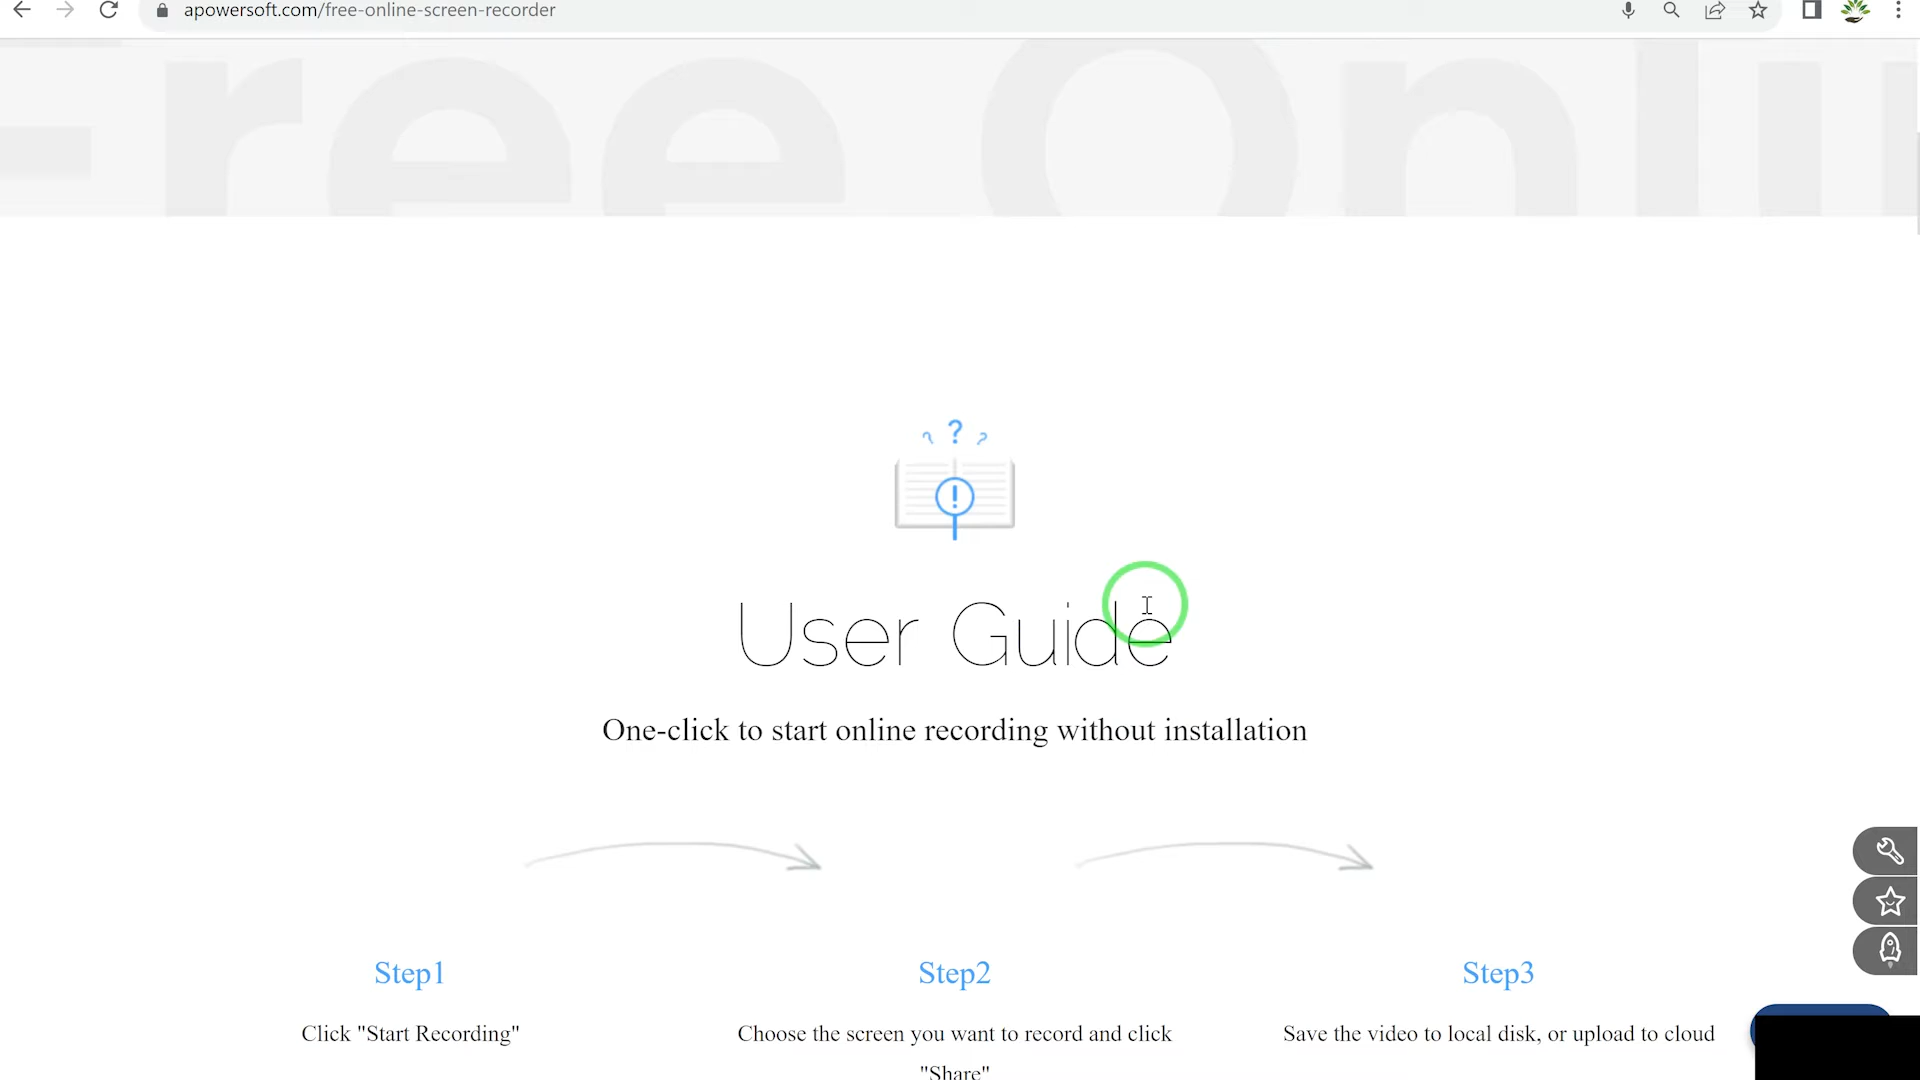 apowersoft.com/free-online-screen-recorder
Free Onli
? ? ?
!
User Guide
One-click to start online recording without installation
Step1
Step2
Step3
Click "Start Recording"
Choose the screen you want to record and click
"Share"
Save the video to local disk, or upload to cloud